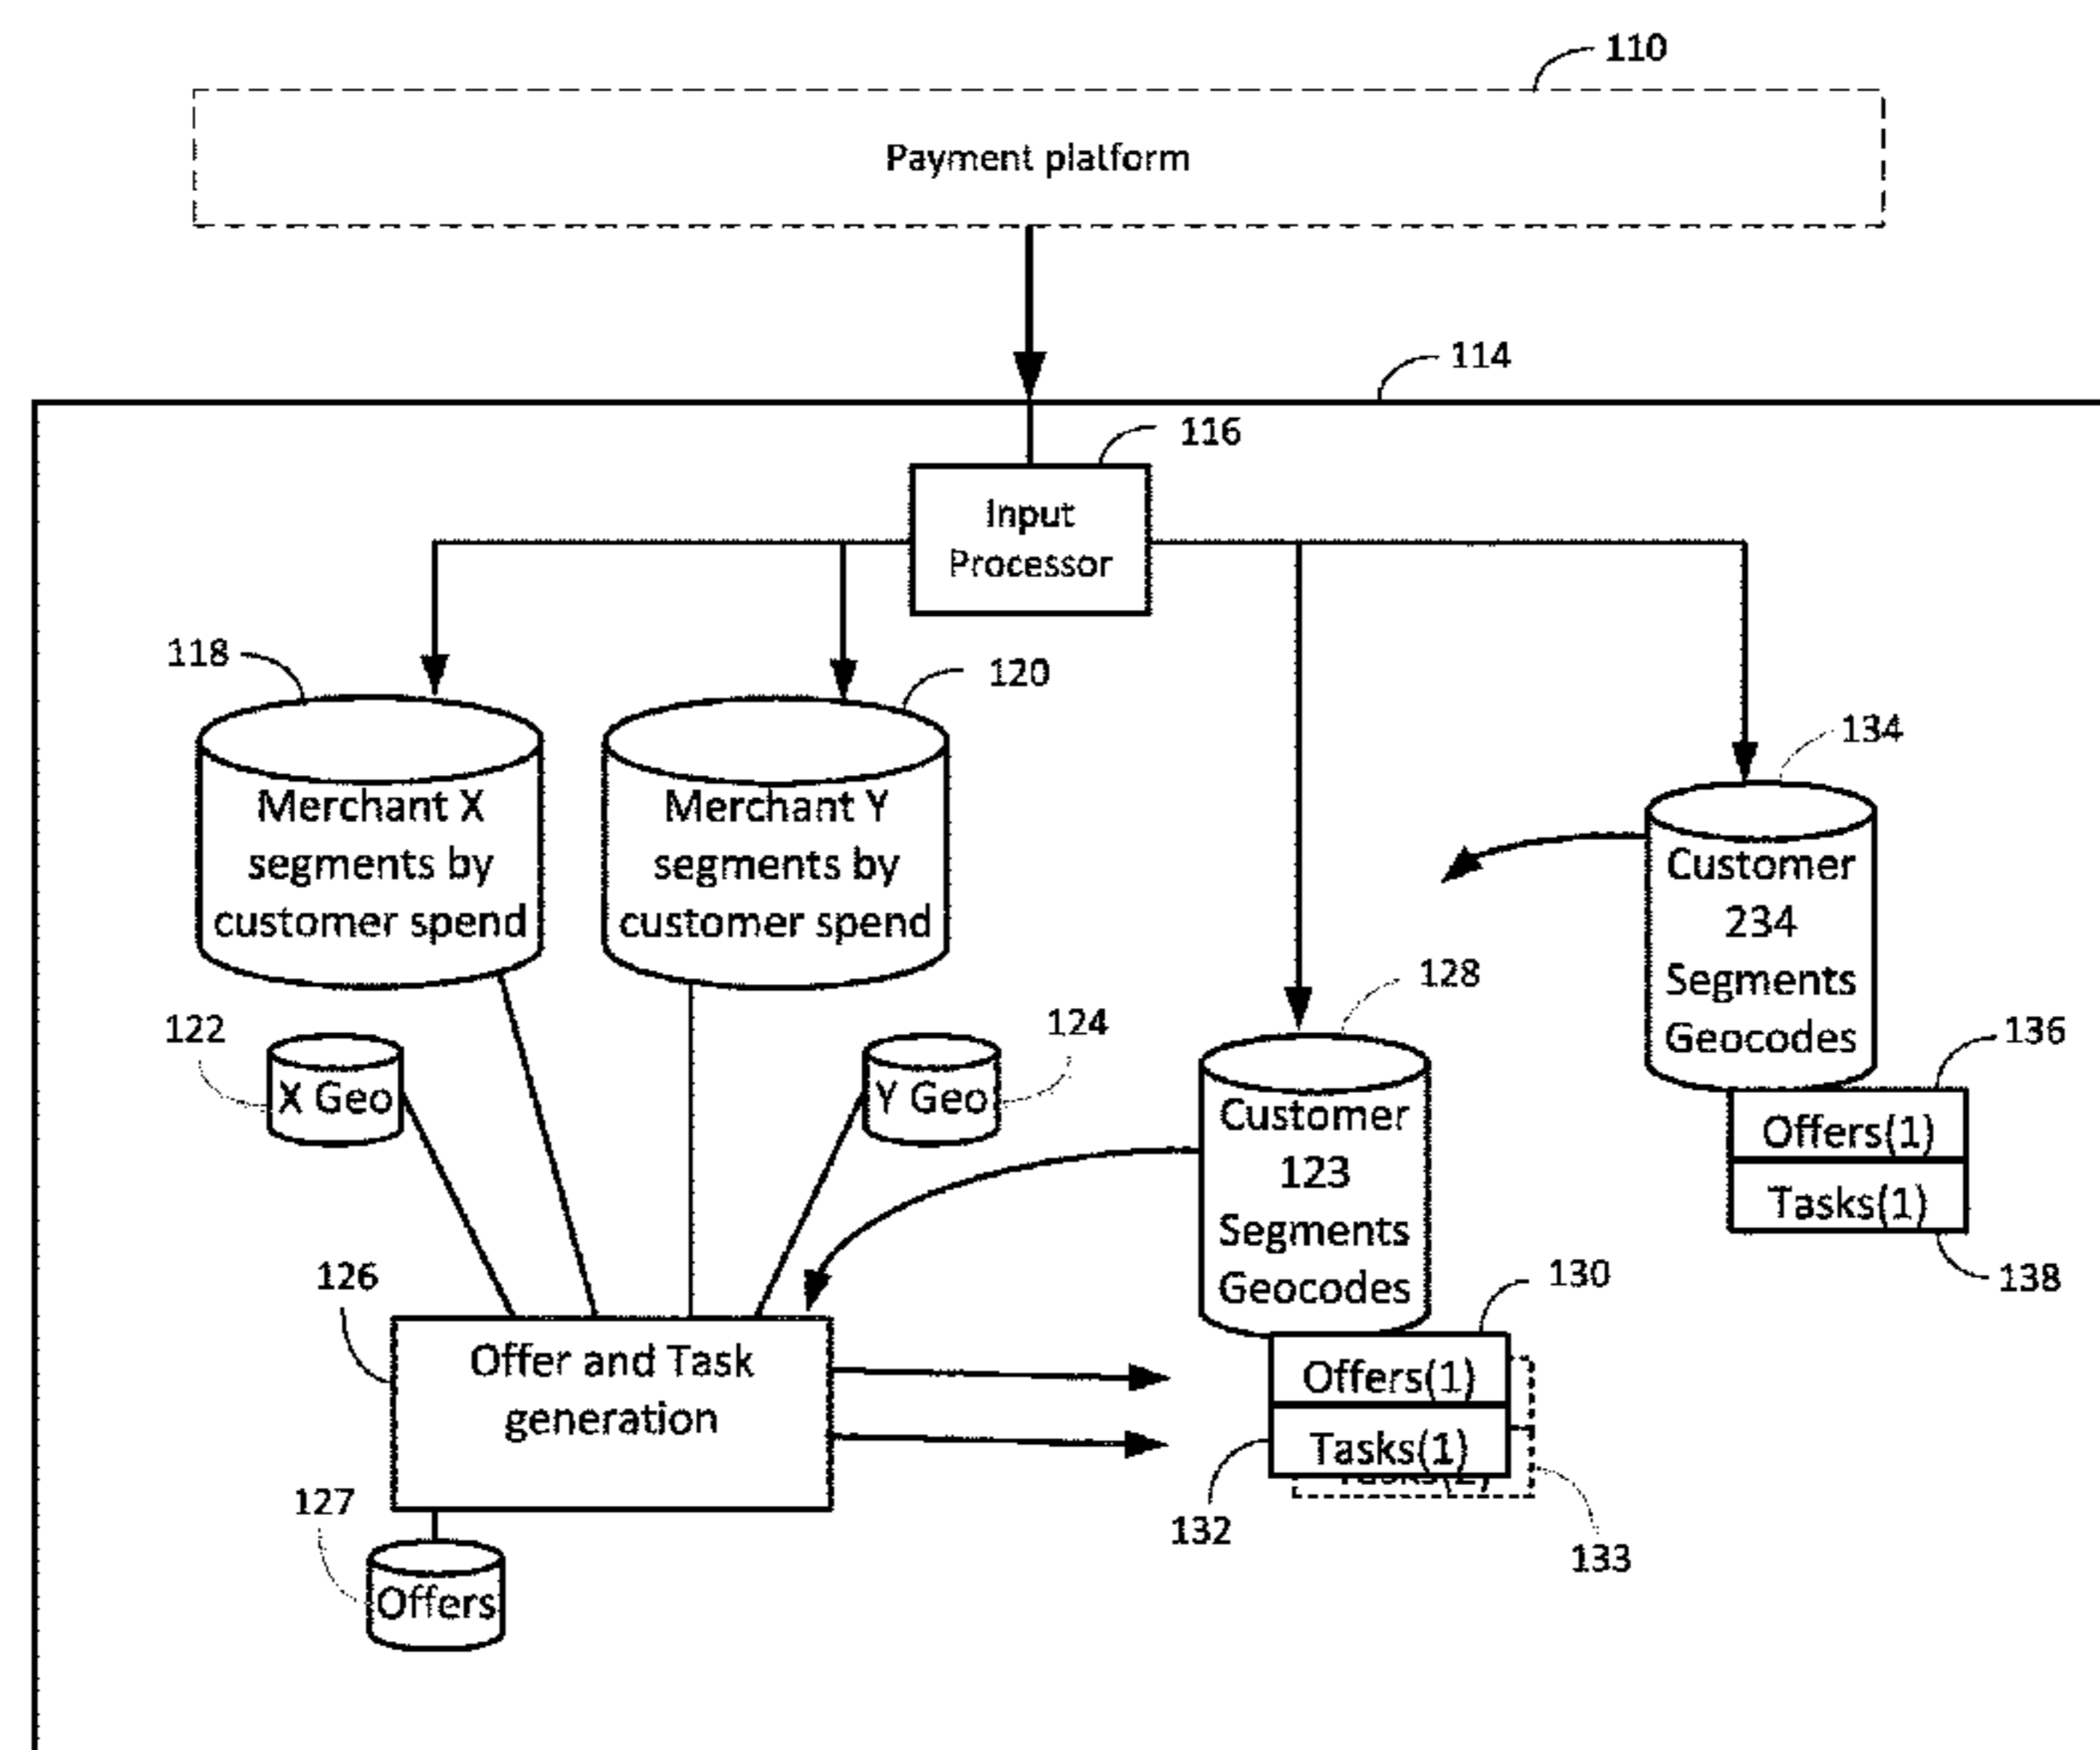 110
Payment platform
114
116
Input
Processor
118
120
134
Merchant X
segments by
customer spend
Merchant Y
segments by
customer spend
Customer
234
Segments
Geocodes
128
122
X Geo
124
Y Geo
136
Offers(1)
Tasks(1)
138
Customer
123
Segments
Geocodes
126
Offer and Task
generation
130
Offers(1)
Tasks(1)
132
133
127
Offers